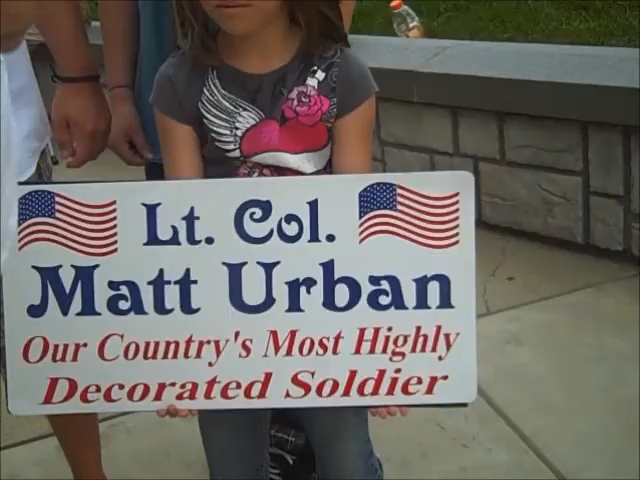 Lt. Col.
Matt Urban
Our Country's Most Highly
Decorated Soldier